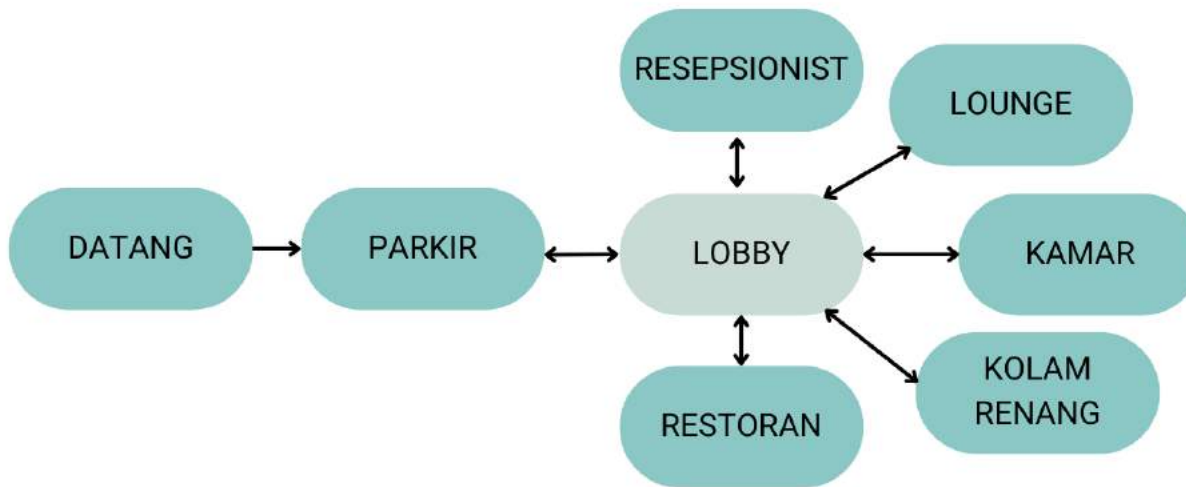 RESEPSIONIST
LOUNGE
DATANG
PARKIR
LOBBY
KAMAR
KOLAM
RENANG
RESTORAN